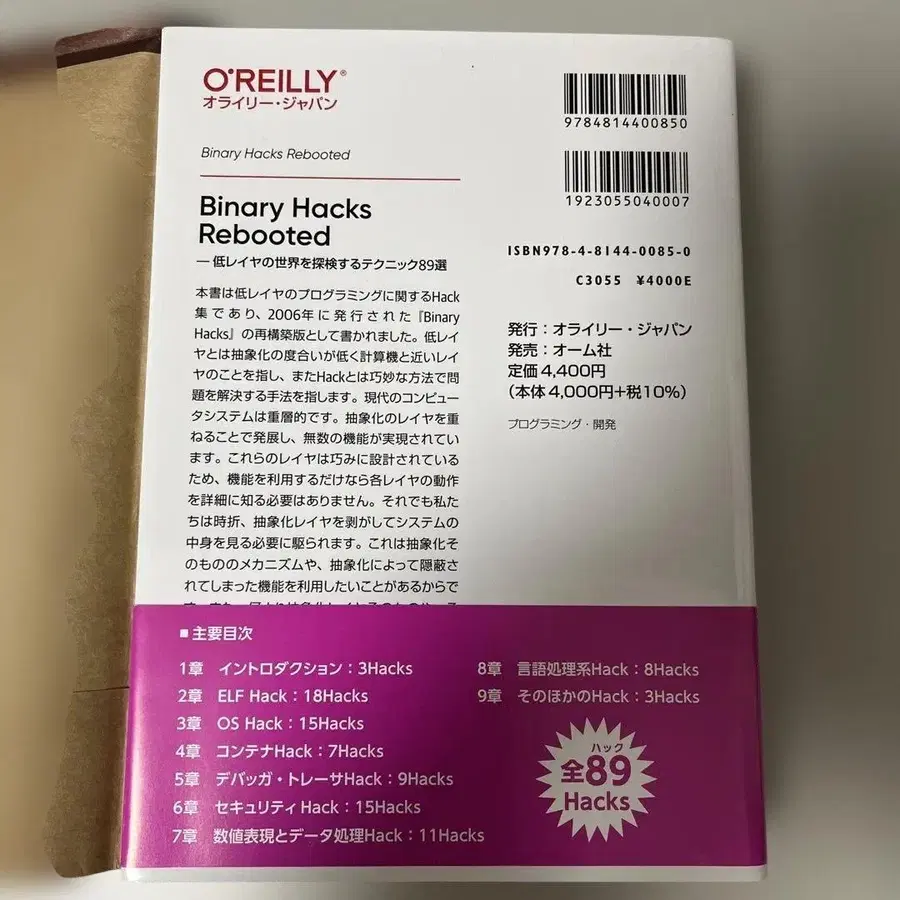 O'REILLY®
オライリー・ジャパン
Binary Hacks Rebooted
Binary Hacks
Rebooted
― 低レイヤの世界を探検するテクニック89選
本書は低レイヤのプログラミングに関するHack
集であり、2006年に発行された『Binary
Hacks』の再構築版として書かれました。低レ
イヤとは抽象化の度合いが低く計算機と近いレイ
ヤのことを指し、またHackとは巧妙な方法で問
題を解決する手法を指します。現代のコンピュー
タシステムは重層的です。抽象化のレイヤを重
ねることで発展し、無数の機能が実現されてい
ます。これらのレイヤは巧みに設計されている
ため、機能を利用するだけなら各レイヤの動作
を詳細に知る必要はありません。それでも私た
ちは時折、抽象化レイヤを剥がしてシステムの
中身を見る必要に駆られます。これは抽象化そ
のもののメカニズムや、抽象化によって隠蔽さ
れてしまった機能を利用したいことがあるからで
9784814400850
1923055040007
ISBN978-4-8144-0085-0
C3055 ¥4000E
発行：オライリー・ジャパン
発売：オーム社
定価4,400円
（本体4,000円+税10%）
プログラミング・開発
■ 主要目次
1章 イントロダクション：3Hacks
2章 ELF Hack：18Hacks
3章 OS Hack：15Hacks
4章 コンテナHack：7Hacks
5章 デバッガ・トレーサHack：9Hacks
6章 セキュリティHack：15Hacks
7章 数値表現とデータ処理Hack：11Hacks
8章 言語処理系Hack：8Hacks
9章 そのほかのHack：3Hacks
ハック
全89
Hacks